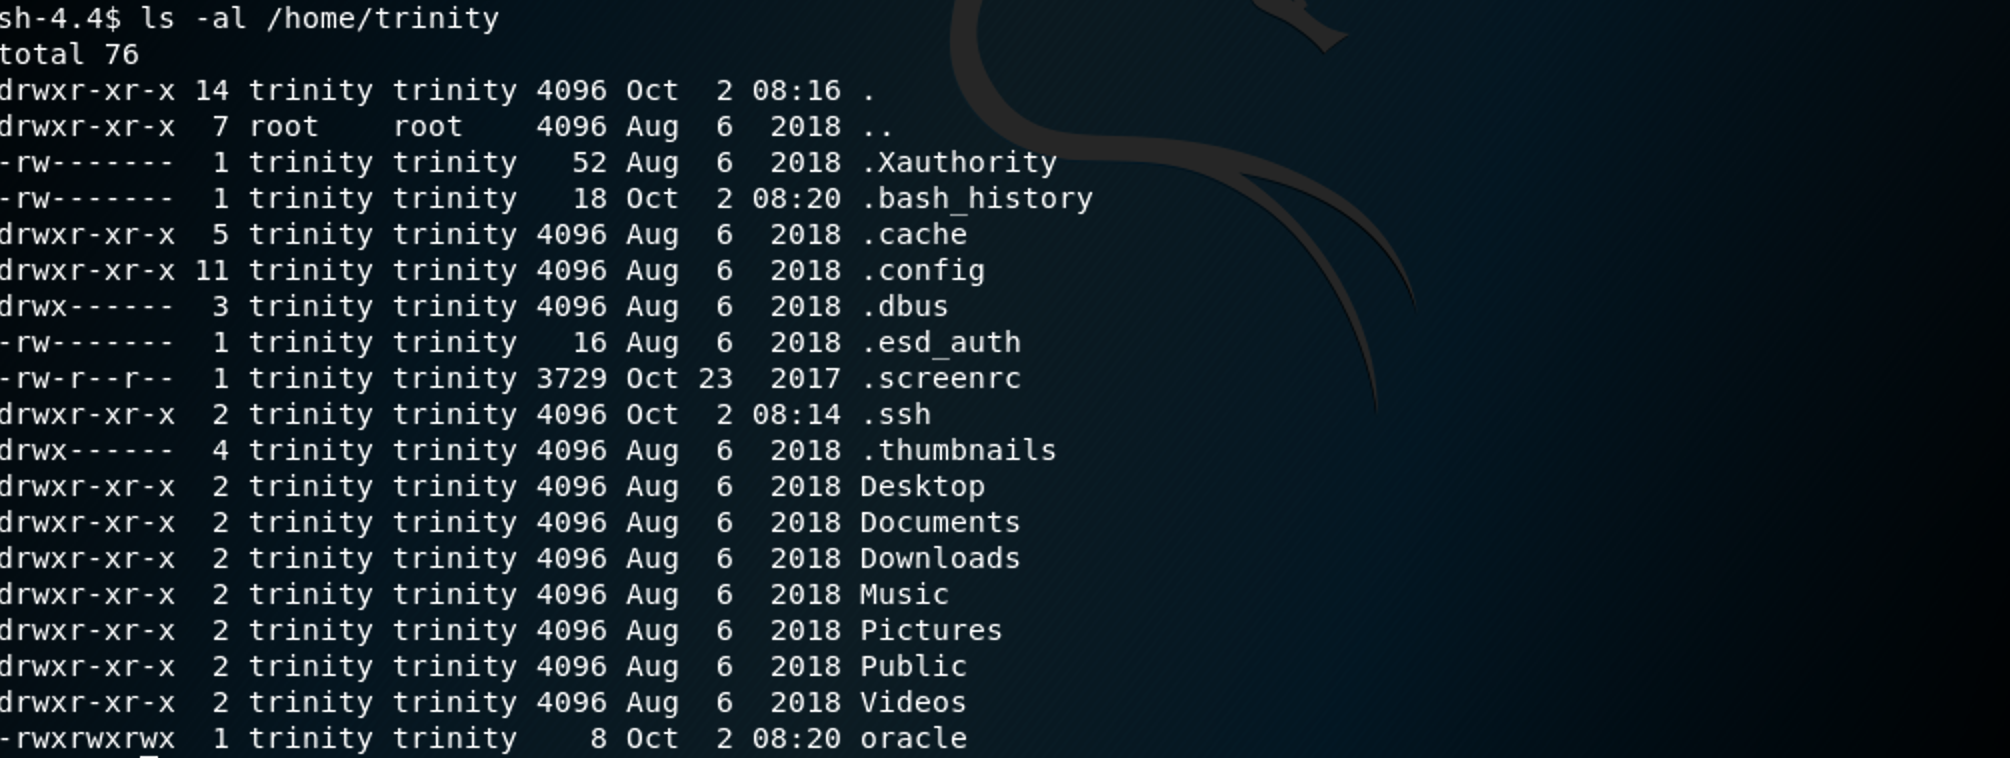 sh-4.4$ ls -al /home/trinity
total 76
drwxr-xr-x 14 trinity trinity 4096 Oct  2 08:16 .
drwxr-xr-x  7 root    root    4096 Aug  6  2018 ..
-rw-------  1 trinity trinity   52 Aug  6  2018 .Xauthority
-rw-------  1 trinity trinity   18 Oct  2 08:20 .bash_history
drwxr-xr-x  5 trinity trinity 4096 Aug  6  2018 .cache
drwxr-xr-x 11 trinity trinity 4096 Aug  6  2018 .config
drwx------  3 trinity trinity 4096 Aug  6  2018 .dbus
-rw-------  1 trinity trinity   16 Aug  6  2018 .esd_auth
-rw-r--r--  1 trinity trinity 3729 Oct 23  2017 .screenrc
drwxr-xr-x  2 trinity trinity 4096 Oct  2 08:14 .ssh
drwx------  4 trinity trinity 4096 Aug  6  2018 .thumbnails
drwxr-xr-x  2 trinity trinity 4096 Aug  6  2018 Desktop
drwxr-xr-x  2 trinity trinity 4096 Aug  6  2018 Documents
drwxr-xr-x  2 trinity trinity 4096 Aug  6  2018 Downloads
drwxr-xr-x  2 trinity trinity 4096 Aug  6  2018 Music
drwxr-xr-x  2 trinity trinity 4096 Aug  6  2018 Pictures
drwxr-xr-x  2 trinity trinity 4096 Aug  6  2018 Public
drwxr-xr-x  2 trinity trinity 4096 Aug  6  2018 Videos
-rwxrwxrwx  1 trinity trinity    8 Oct  2 08:20 oracle